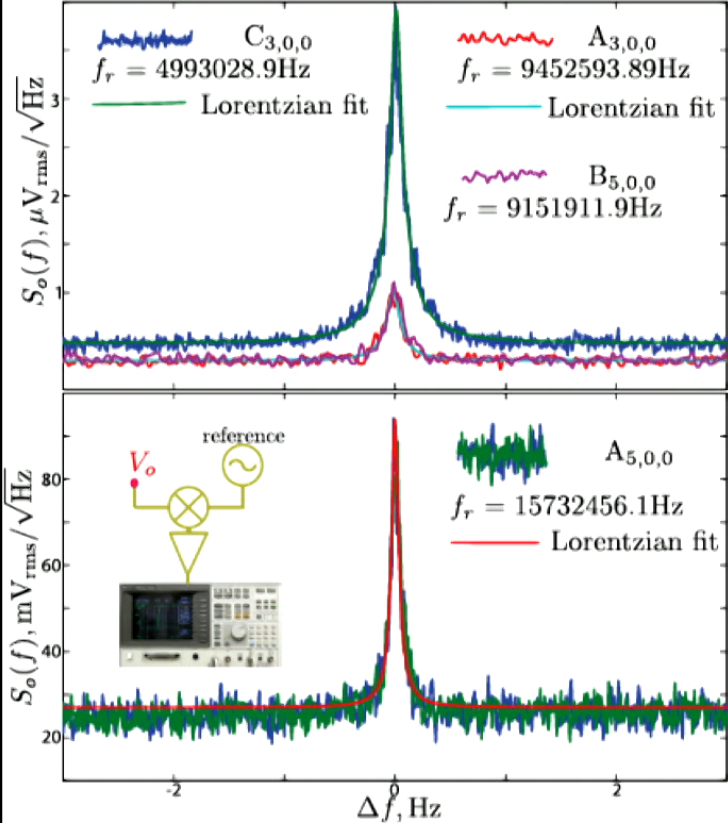 C₃,₀,₀
fᵣ = 4993028.9Hz
Lorentzian fit
A₃,₀,₀
fᵣ = 9452593.89Hz
Lorentzian fit
B₅,₀,₀
fᵣ = 9151911.9Hz
Sₒ(f), μVrms/√Hz
3
2
1
reference
Vₒ
A₅,₀,₀
fᵣ = 15732456.1Hz
Lorentzian fit
Sₒ(f), mVrms/√Hz
80
60
40
20
-2
0
2
Δf, Hz